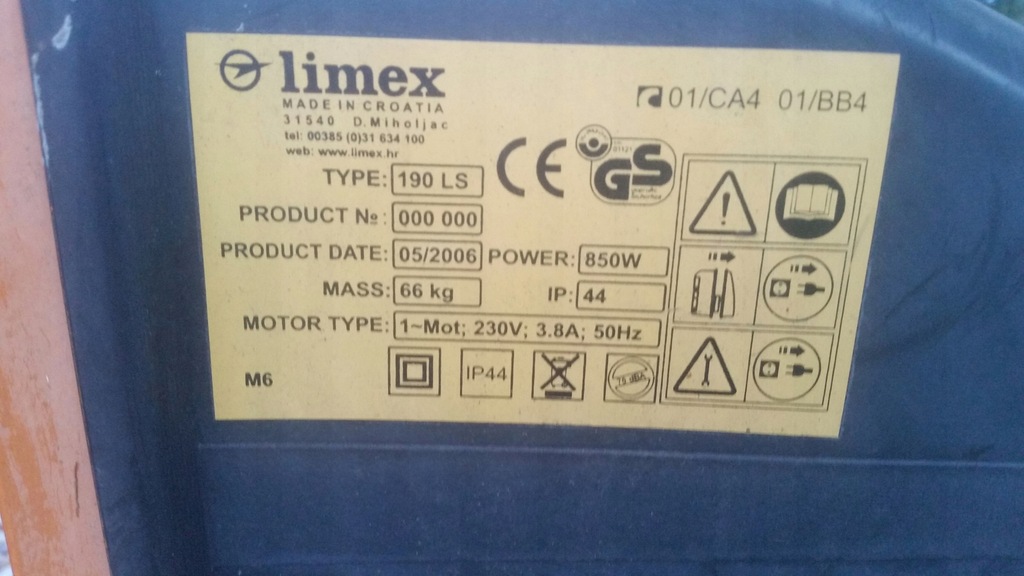 limex
MADE IN CROATIA
31540 D.Miholjac
tel: 00385 (0)31 634 100
web: www.limex.hr
01/CA4 01/BB4
CE
GS
TYPE: 190 LS
PRODUCT №: 000 000
PRODUCT DATE: 05/2006 POWER: 850W
MASS: 66 kg IP: 44
MOTOR TYPE: 1~Mot; 230V; 3.8A; 50Hz
M6 IP44